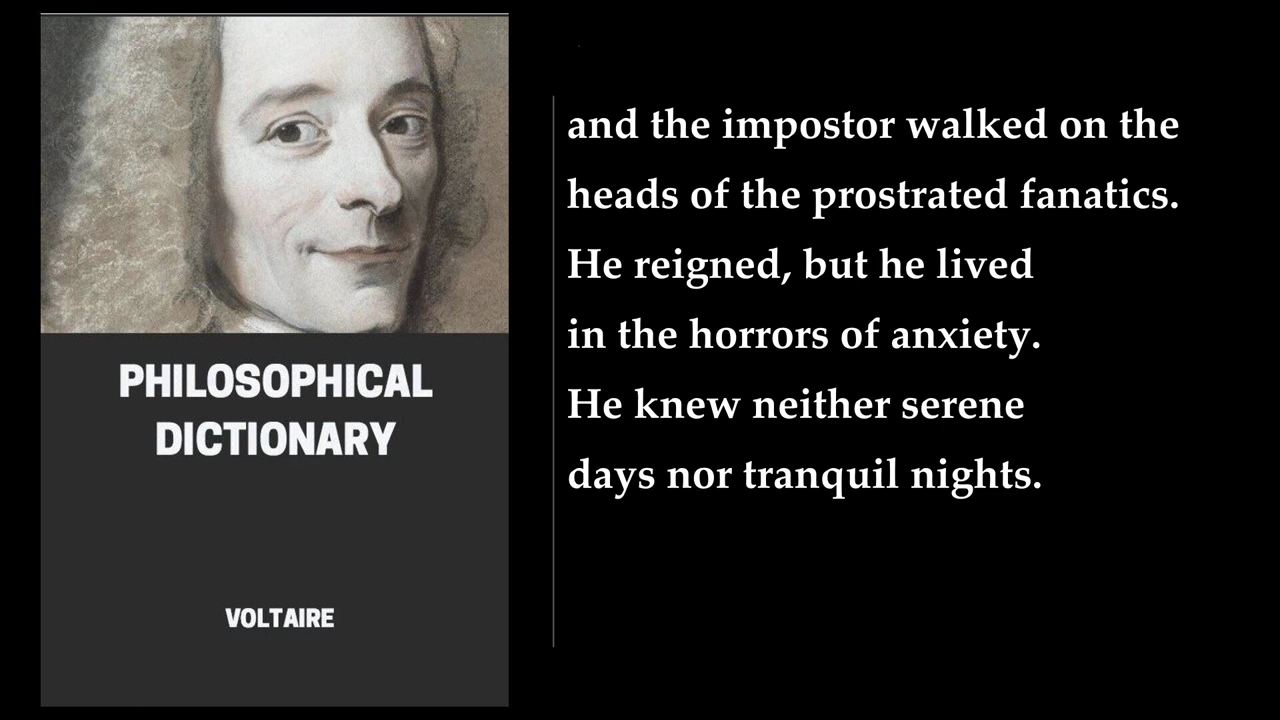 PHILOSOPHICAL
DICTIONARY
VOLTAIRE
and the impostor walked on the
heads of the prostrated fanatics.
He reigned, but he lived
in the horrors of anxiety.
He knew neither serene
days nor tranquil nights.